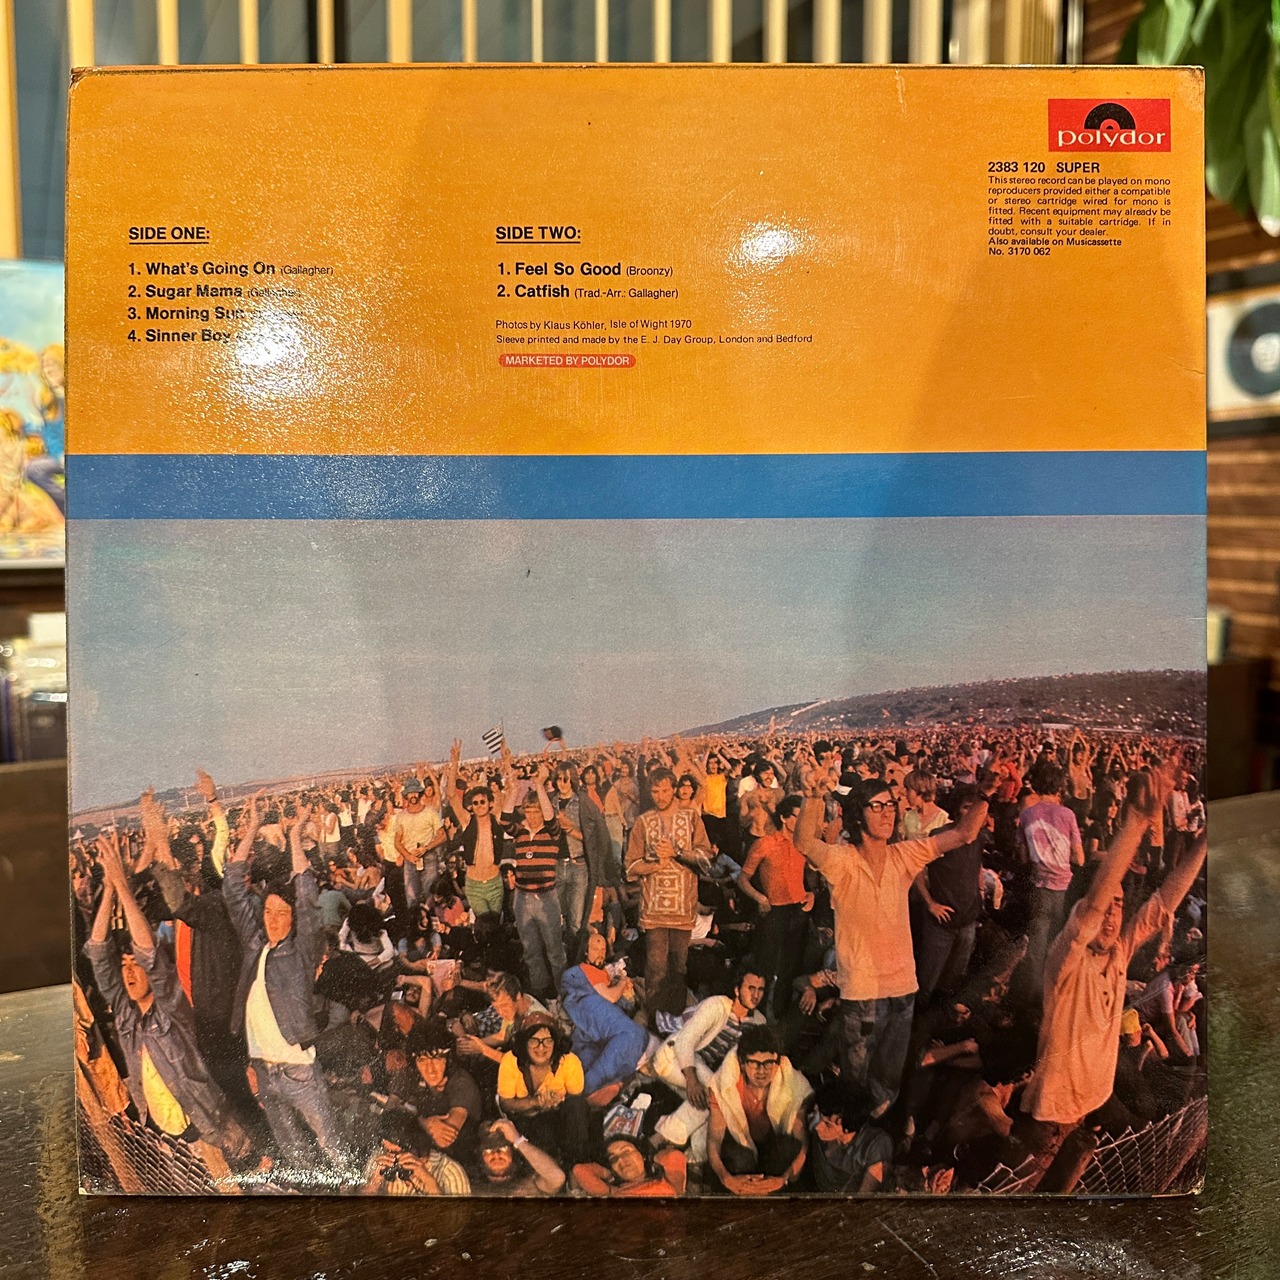 polydor
2383 120 SUPER
This stereo record can be played on mono
reproducers provided either a compatible
or stereo cartridge wired for mono is
fitted. Recent equipment may already be
fitted with a suitable cartridge. If in
doubt, consult your dealer.
Also available on Musicassette
No. 3170 062
SIDE ONE:
1. What's Going On (Gallagher)
2. Sugar Mama (Gallagher)
3. Morning Sun
4. Sinner Boy
SIDE TWO:
1. Feel So Good (Broonzy)
2. Catfish (Trad.-Arr.: Gallagher)
Photos by Klaus Köhler, Isle of Wight 1970
Sleeve printed and made by the E. J. Day Group, London and Bedford
MARKETED BY POLYDOR